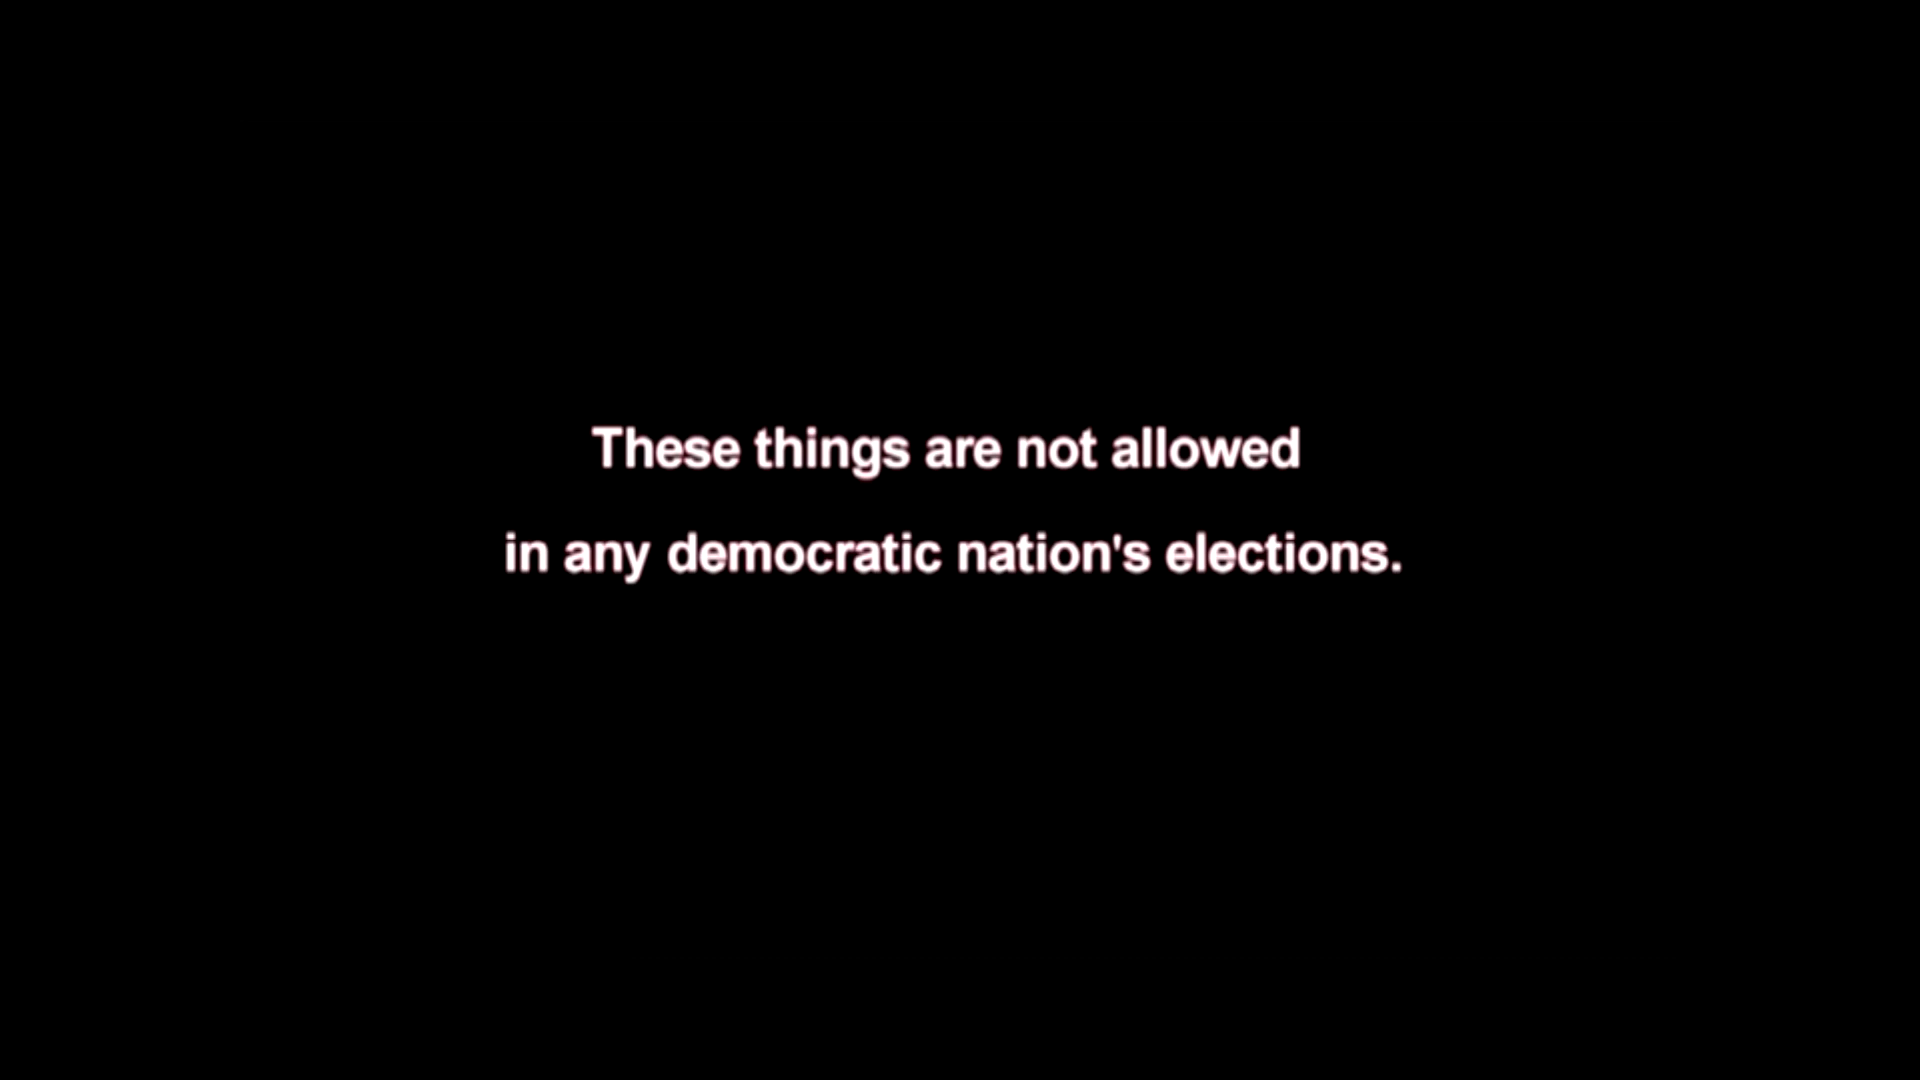 These things are not allowed
in any democratic nation's elections.